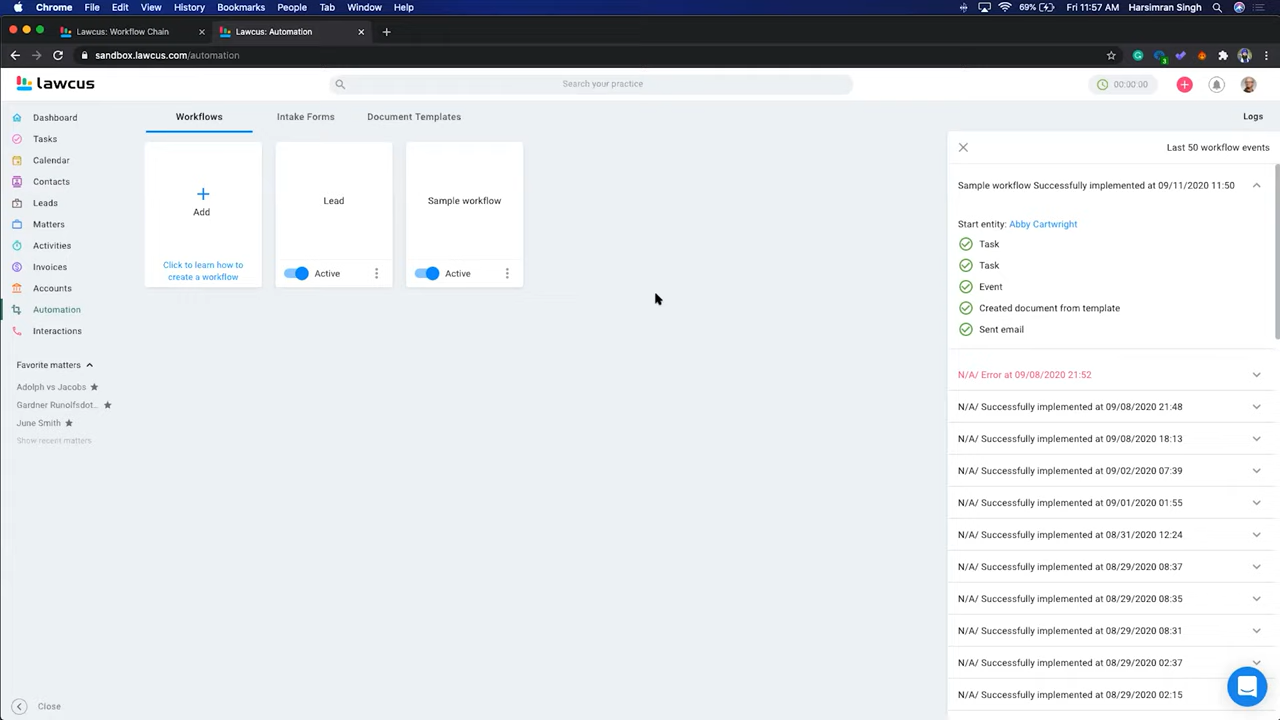 Chrome File Edit View History Bookmarks People Tab Window Help 69% Fri 11:57 AM Harsimran Singh
Lawcus: Workflow Chain
Lawcus: Automation
sandbox.lawcus.com/automation
lawcus
Search your practice
00:00:00
Dashboard
Tasks
Calendar
Contacts
Leads
Matters
Activities
Invoices
Accounts
Automation
Interactions
Favorite matters
Adolph vs Jacobs
Gardner Runolfsdot...
June Smith
Show recent matters
Close
Workflows
Intake Forms
Document Templates
Logs
Add
Click to learn how to
create a workflow
Lead
Active
Sample workflow
Active
Last 50 workflow events
Sample workflow Successfully implemented at 09/11/2020 11:50
Start entity: Abby Cartwright
Task
Task
Event
Created document from template
Sent email
N/A/ Error at 09/08/2020 21:52
N/A/ Successfully implemented at 09/08/2020 21:48
N/A/ Successfully implemented at 09/08/2020 18:13
N/A/ Successfully implemented at 09/02/2020 07:39
N/A/ Successfully implemented at 09/01/2020 01:55
N/A/ Successfully implemented at 08/31/2020 12:24
N/A/ Successfully implemented at 08/29/2020 08:37
N/A/ Successfully implemented at 08/29/2020 08:35
N/A/ Successfully implemented at 08/29/2020 08:31
N/A/ Successfully implemented at 08/29/2020 02:37
N/A/ Successfully implemented at 08/29/2020 02:15